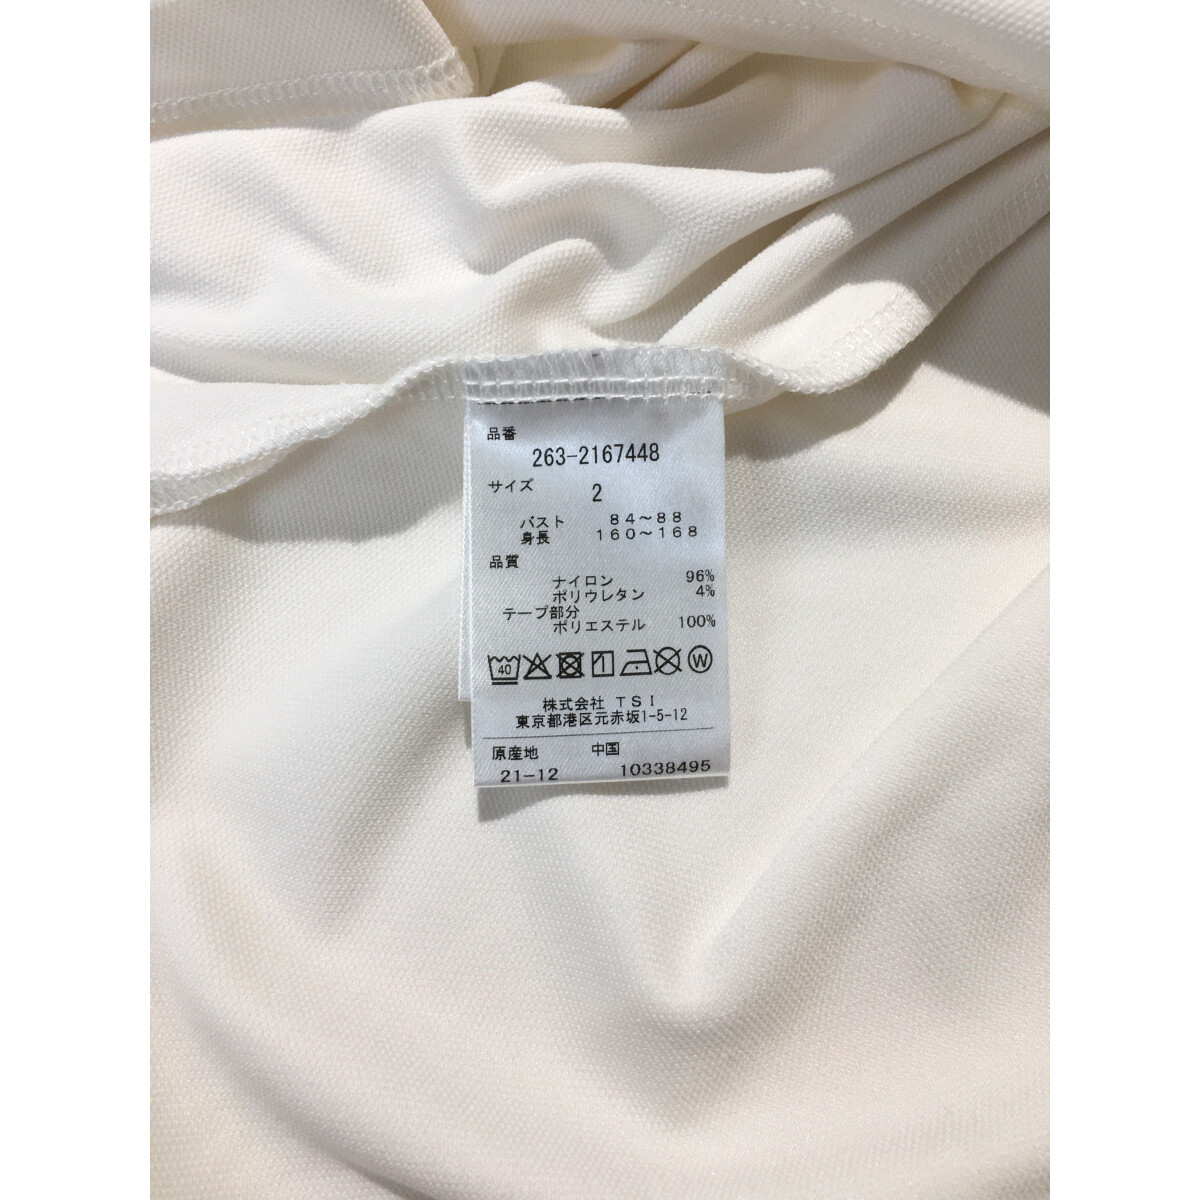 品番
263-2167448
サイズ 2
バスト 84～88
身長 160～168
品質
ナイロン 96%
ポリウレタン 4%
テープ部分
ポリエステル 100%
40 W
株式会社 TSI
東京都港区元赤坂1-5-12
原産地 中国
21-12 10338495